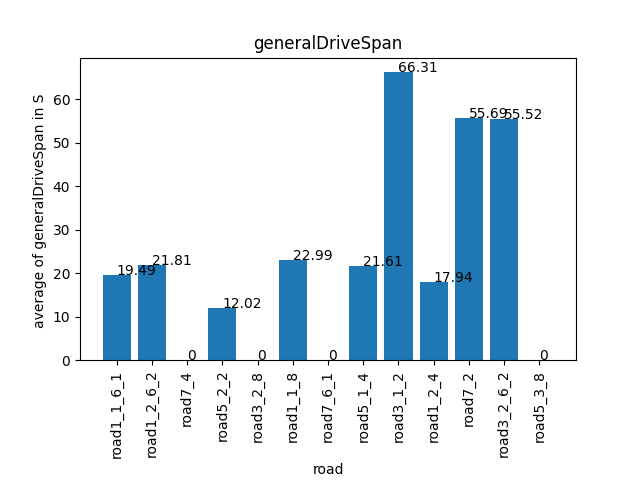 generalDriveSpan
average of generalDriveSpan in S
60
50
40
30
20
10
0
19.49
21.81
0
12.02
0
22.99
0
21.61
66.31
17.94
55.69
55.52
0
road1_1_6_1
road1_2_6_2
road7_4
road5_2_2
road3_2_8
road1_1_8
road7_6_1
road5_1_4
road3_1_2
road1_2_4
road7_2
road3_2_6_2
road5_3_8
road